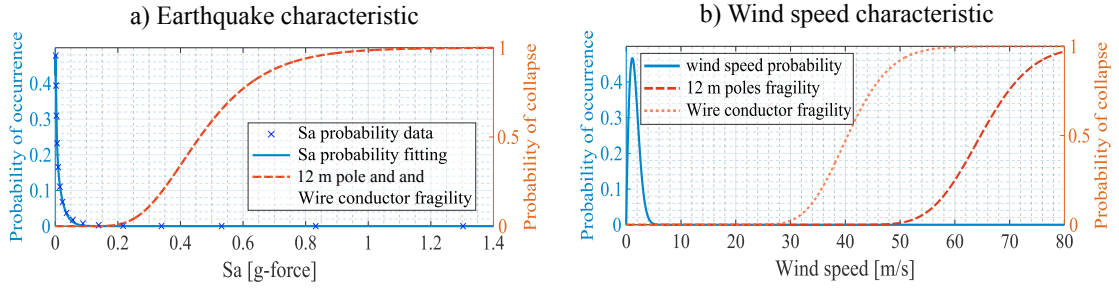 a) Earthquake characteristic
Probability of occurrence
0.4
0.3
0.2
0.1
0
1
0.5
0
Probability of collapse
Sa probability data
Sa probability fitting
12 m pole and and
Wire conductor fragility
0 0.2 0.4 0.6 0.8 1 1.2 1.4
Sa [g-force]
b) Wind speed characteristic
Probability of occurrence
0.4
0.3
0.2
0.1
0
1
0.5
0
Probability of collapse
wind speed probability
12 m poles fragility
Wire conductor fragility
0 10 20 30 40 50 60 70 80
Wind speed [m/s]